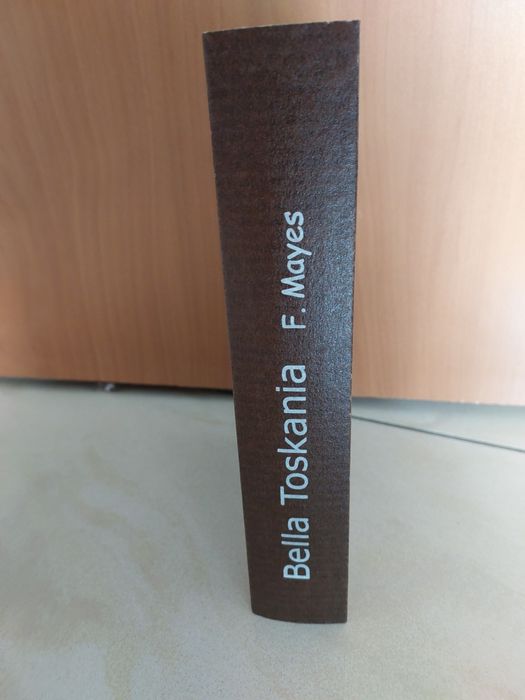 Bella Toskania F. Mayes